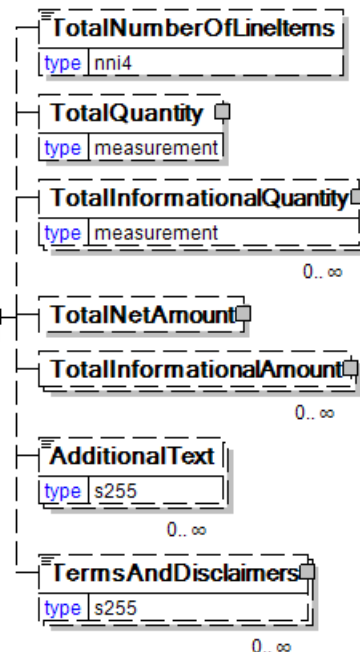 TotalNumberOfLineItems
type nni4
TotalQuantity
type measurement
TotalInformationalQuantity
type measurement
0.. ∞
TotalNetAmount
TotalInformationalAmount
0.. ∞
AdditionalText
type s255
0.. ∞
TermsAndDisclaimers
type s255
0.. ∞